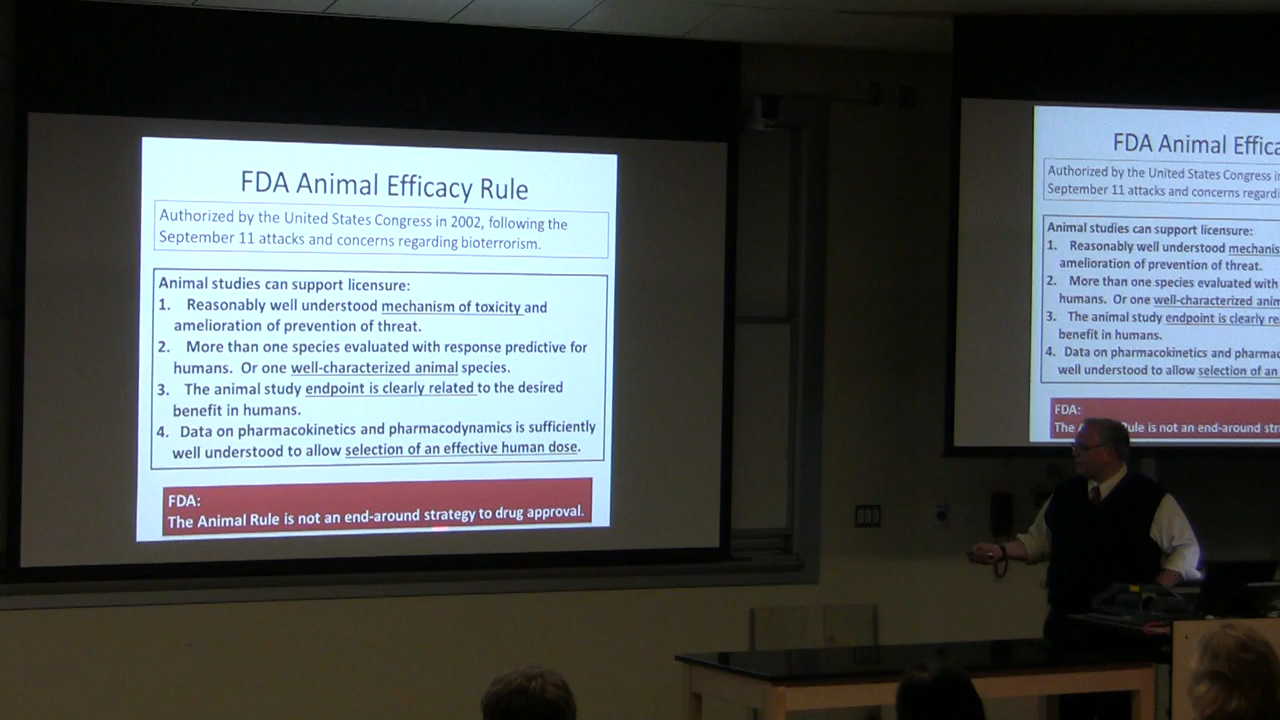 FDA Animal Efficacy Rule
Authorized by the United States Congress in 2002, following the
September 11 attacks and concerns regarding bioterrorism.
Animal studies can support licensure:
1. Reasonably well understood mechanism of toxicity and
amelioration of prevention of threat.
2. More than one species evaluated with response predictive for
humans. Or one well-characterized animal species.
3. The animal study endpoint is clearly related to the desired
benefit in humans.
4. Data on pharmacokinetics and pharmacodynamics is sufficiently
well understood to allow selection of an effective human dose.
FDA:
The Animal Rule is not an end-around strategy to drug approval.
FDA Animal
Authorized by the United States Congress
September 11 attacks and concerns
Animal studies can support licensure:
1. Reasonably well understood
amelioration of prevention of threat.
2. More than one species evaluated with
humans. Or one well-characterized
3. The animal study endpoint is clearly
benefit in humans.
4. Data on pharmacokinetics and
well understood to allow selection of an
FDA:
The Rule is not an end-around